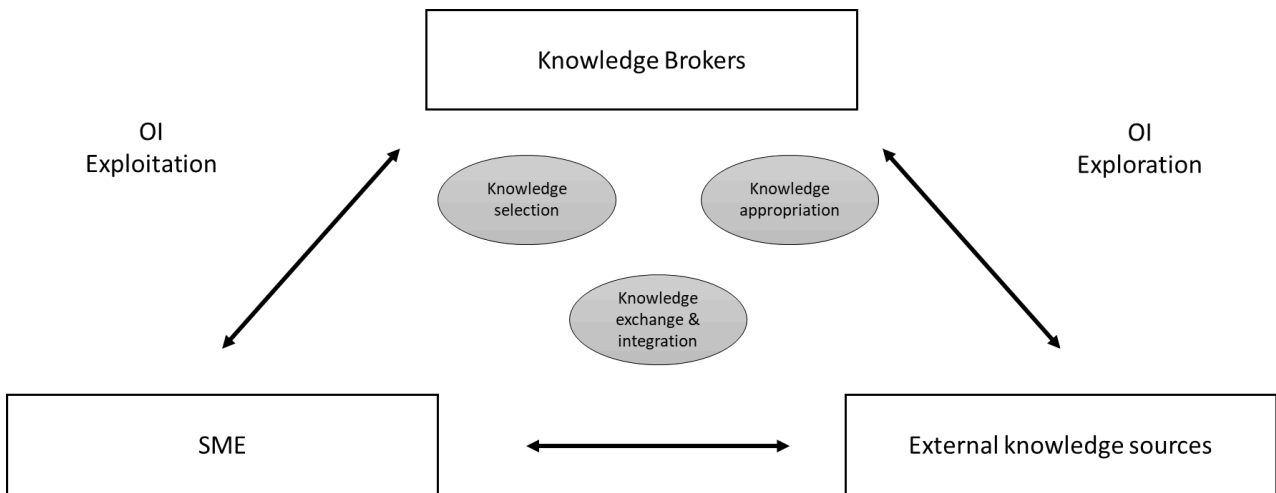 Knowledge Brokers
OI
Exploitation
OI
Exploration
Knowledge
selection
Knowledge
appropriation
Knowledge
exchange &
integration
SME
External knowledge sources